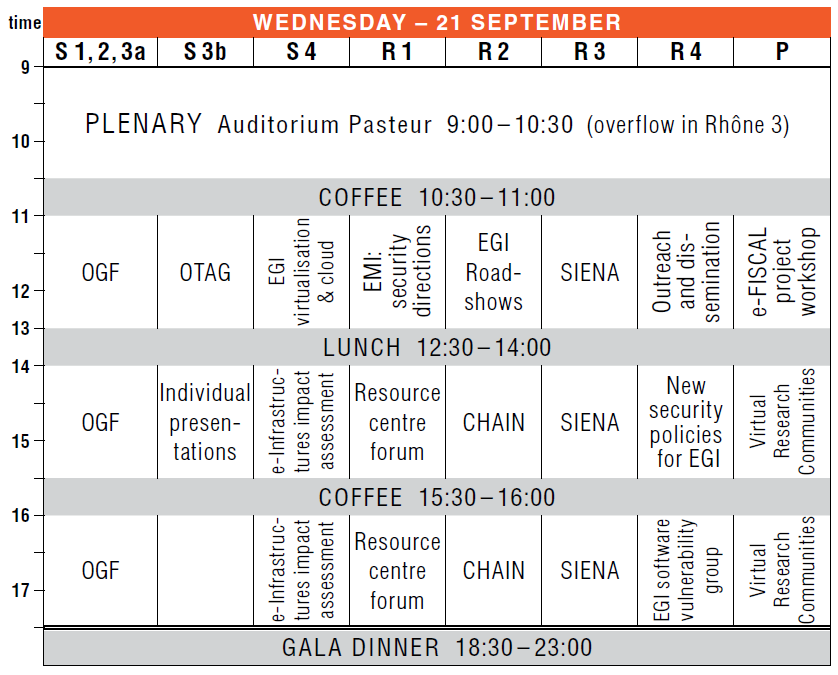 time
WEDNESDAY – 21 SEPTEMBER
S 1, 2, 3a S 3b S 4 R 1 R 2 R 3 R 4 P
9
PLENARY Auditorium Pasteur 9:00–10:30 (overflow in Rhône 3)
10
COFFEE 10:30–11:00
11
OGF
OTAG
EGI
virtualisation
& cloud
EMI:
security
directions
EGI
Road-
shows
SIENA
Outreach
and dis-
semination
e-FISCAL
project
workshop
12
13
LUNCH 12:30–14:00
14
OGF
Individual
presen-
tations
e-Infrastruc-
tures impact
assessment
Resource
centre
forum
CHAIN
SIENA
New
security
policies
for EGI
Virtual
Research
Communities
15
COFFEE 15:30–16:00
16
OGF
e-Infrastruc-
tures impact
assessment
Resource
centre
forum
CHAIN
SIENA
EGI software
vulnerability
group
Virtual
Research
Communities
17
GALA DINNER 18:30–23:00